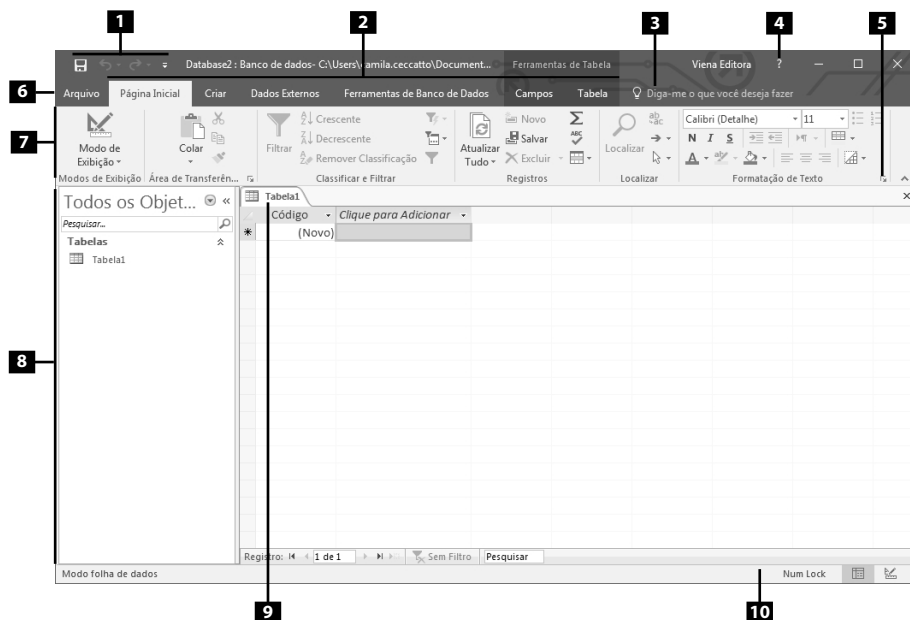 1
2
3
4
5
Database2 : Banco de dados- C:\Users\camila.ceccatto\Document...
Ferramentas de Tabela
Viena Editora
?
6
Arquivo
Página Inicial
Criar
Dados Externos
Ferramentas de Banco de Dados
Campos
Tabela
Diga-me o que você deseja fazer
7
Modo de
Exibição
Modos de Exibição
Colar
Área de Transferên...
Filtrar
Crescente
Decrescente
Remover Classificação
Classificar e Filtrar
Atualizar
Tudo
Novo
Salvar
Excluir
Registros
Localizar
Localizar
Calibri (Detalhe)
11
N I S
A
Formatação de Texto
Todos os Objet... «
Pesquisar...
Tabelas
Tabela1
Tabela1
Código
Clique para Adicionar
(Novo)
8
Registro:
1 de 1
Sem Filtro
Pesquisar
Modo folha de dados
Num Lock
9
10